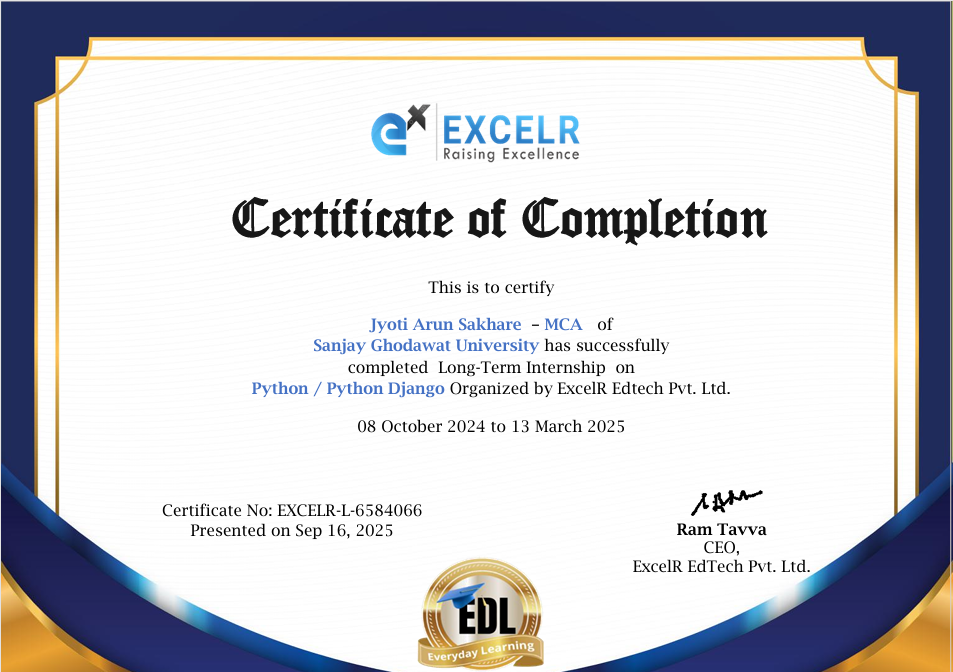 ex EXCELR
Raising Excellence
Certificate of Completion
This is to certify
Jyoti Arun Sakhare – MCA of
Sanjay Ghodawat University has successfully
completed Long-Term Internship on
Python / Python Django Organized by ExcelR Edtech Pvt. Ltd.
08 October 2024 to 13 March 2025
Certificate No: EXCELR-L-6584066
Presented on Sep 16, 2025
Ram Tavva
CEO,
ExcelR EdTech Pvt. Ltd.
EDL
Everyday Learning